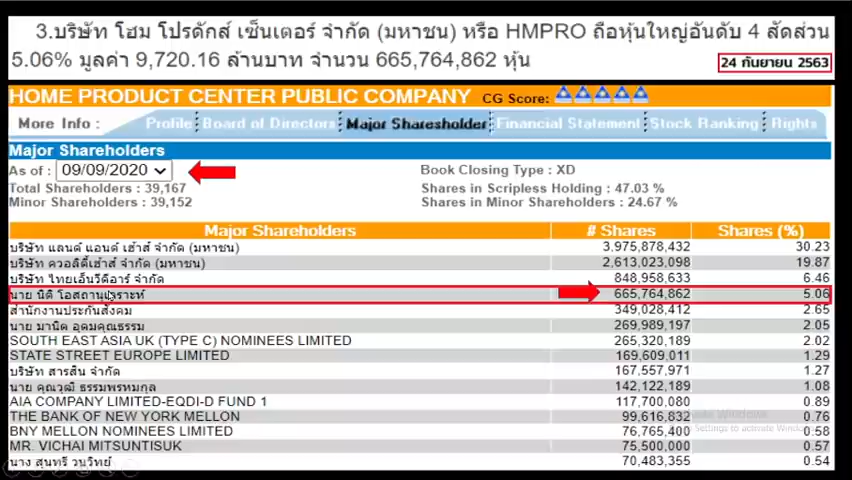 3.บริษัท โฮม โปรดักส์ เซ็นเตอร์ จำกัด (มหาชน) หรือ HMPRO ถือหุ้นใหญ่อันดับ 4 สัดส่วน
5.06% มูลค่า 9,720.16 ล้านบาท จำนวน 665,764,862 หุ้น
24 กันยายน 2563
HOME PRODUCT CENTER PUBLIC COMPANY CG Score:
More Info : Profile Board of Directors Major Sharesholder Financial Statement Stock Ranking Rights
Major Shareholders
As of : 09/09/2020 Book Closing Type : XD
Total Shareholders : 39,167 Shares in Scripless Holding : 47.03 %
Minor Shareholders : 39,152 Shares in Minor Shareholders : 24.67 %
Major Shareholders # Shares Shares (%)
บริษัท แลนด์ แอนด์ เฮ้าส์ จำกัด (มหาชน) 3,975,878,432 30.23
บริษัท ควอลิตี้เฮ้าส์ จำกัด (มหาชน) 2,613,023,098 19.87
บริษัท ไทยเอ็นวีดีอาร์ จำกัด 848,958,633 6.46
นาย นิติ โอสถานุเคราะห์ 665,764,862 5.06
สำนักงานประกันสังคม 349,028,412 2.65
นาย มานิต อุดมคุณธรรม 269,989,197 2.05
SOUTH EAST ASIA UK (TYPE C) NOMINEES LIMITED 265,320,189 2.02
STATE STREET EUROPE LIMITED 169,609,011 1.29
บริษัท สารสิน จำกัด 167,557,971 1.27
นาย คุณวุฒิ ธรรมพรหมกุล 142,122,189 1.08
AIA COMPANY LIMITED-EQDI-D FUND 1 117,700,080 0.89
THE BANK OF NEW YORK MELLON 99,616,832 0.76
BNY MELLON NOMINEES LIMITED 76,765,400 0.58
MR. VICHAI MITSUNTISUK 75,500,000 0.57
นาง สุนทรี วนวิทย์ 70,483,355 0.54